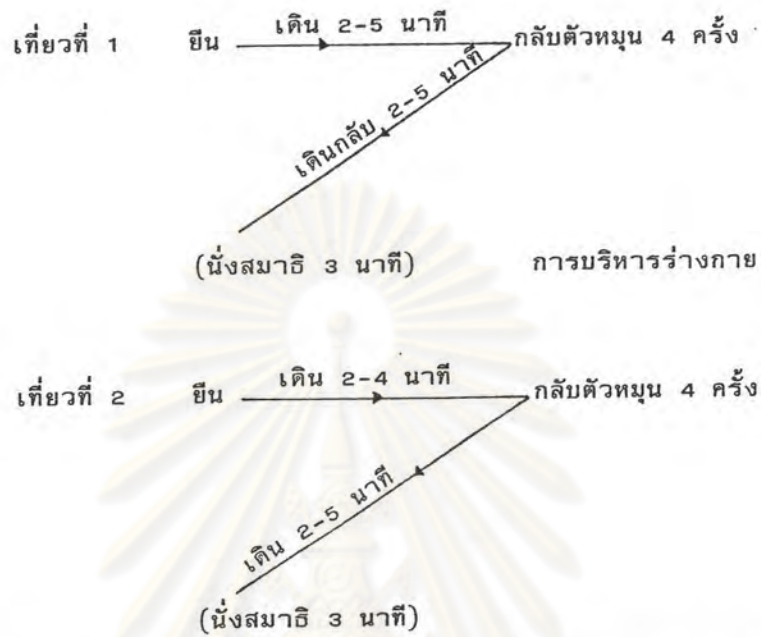 เดิน 2-5 นาที
เที่ยวที่ 1 ยืน กลับตัวหมุน 4 ครั้ง
เดินกลับ 2-5 นาที
(นั่งสมาธิ 3 นาที) การบริหารร่างกาย
เดิน 2-4 นาที
เที่ยวที่ 2 ยืน กลับตัวหมุน 4 ครั้ง
เดิน 2-5 นาที
(นั่งสมาธิ 3 นาที)